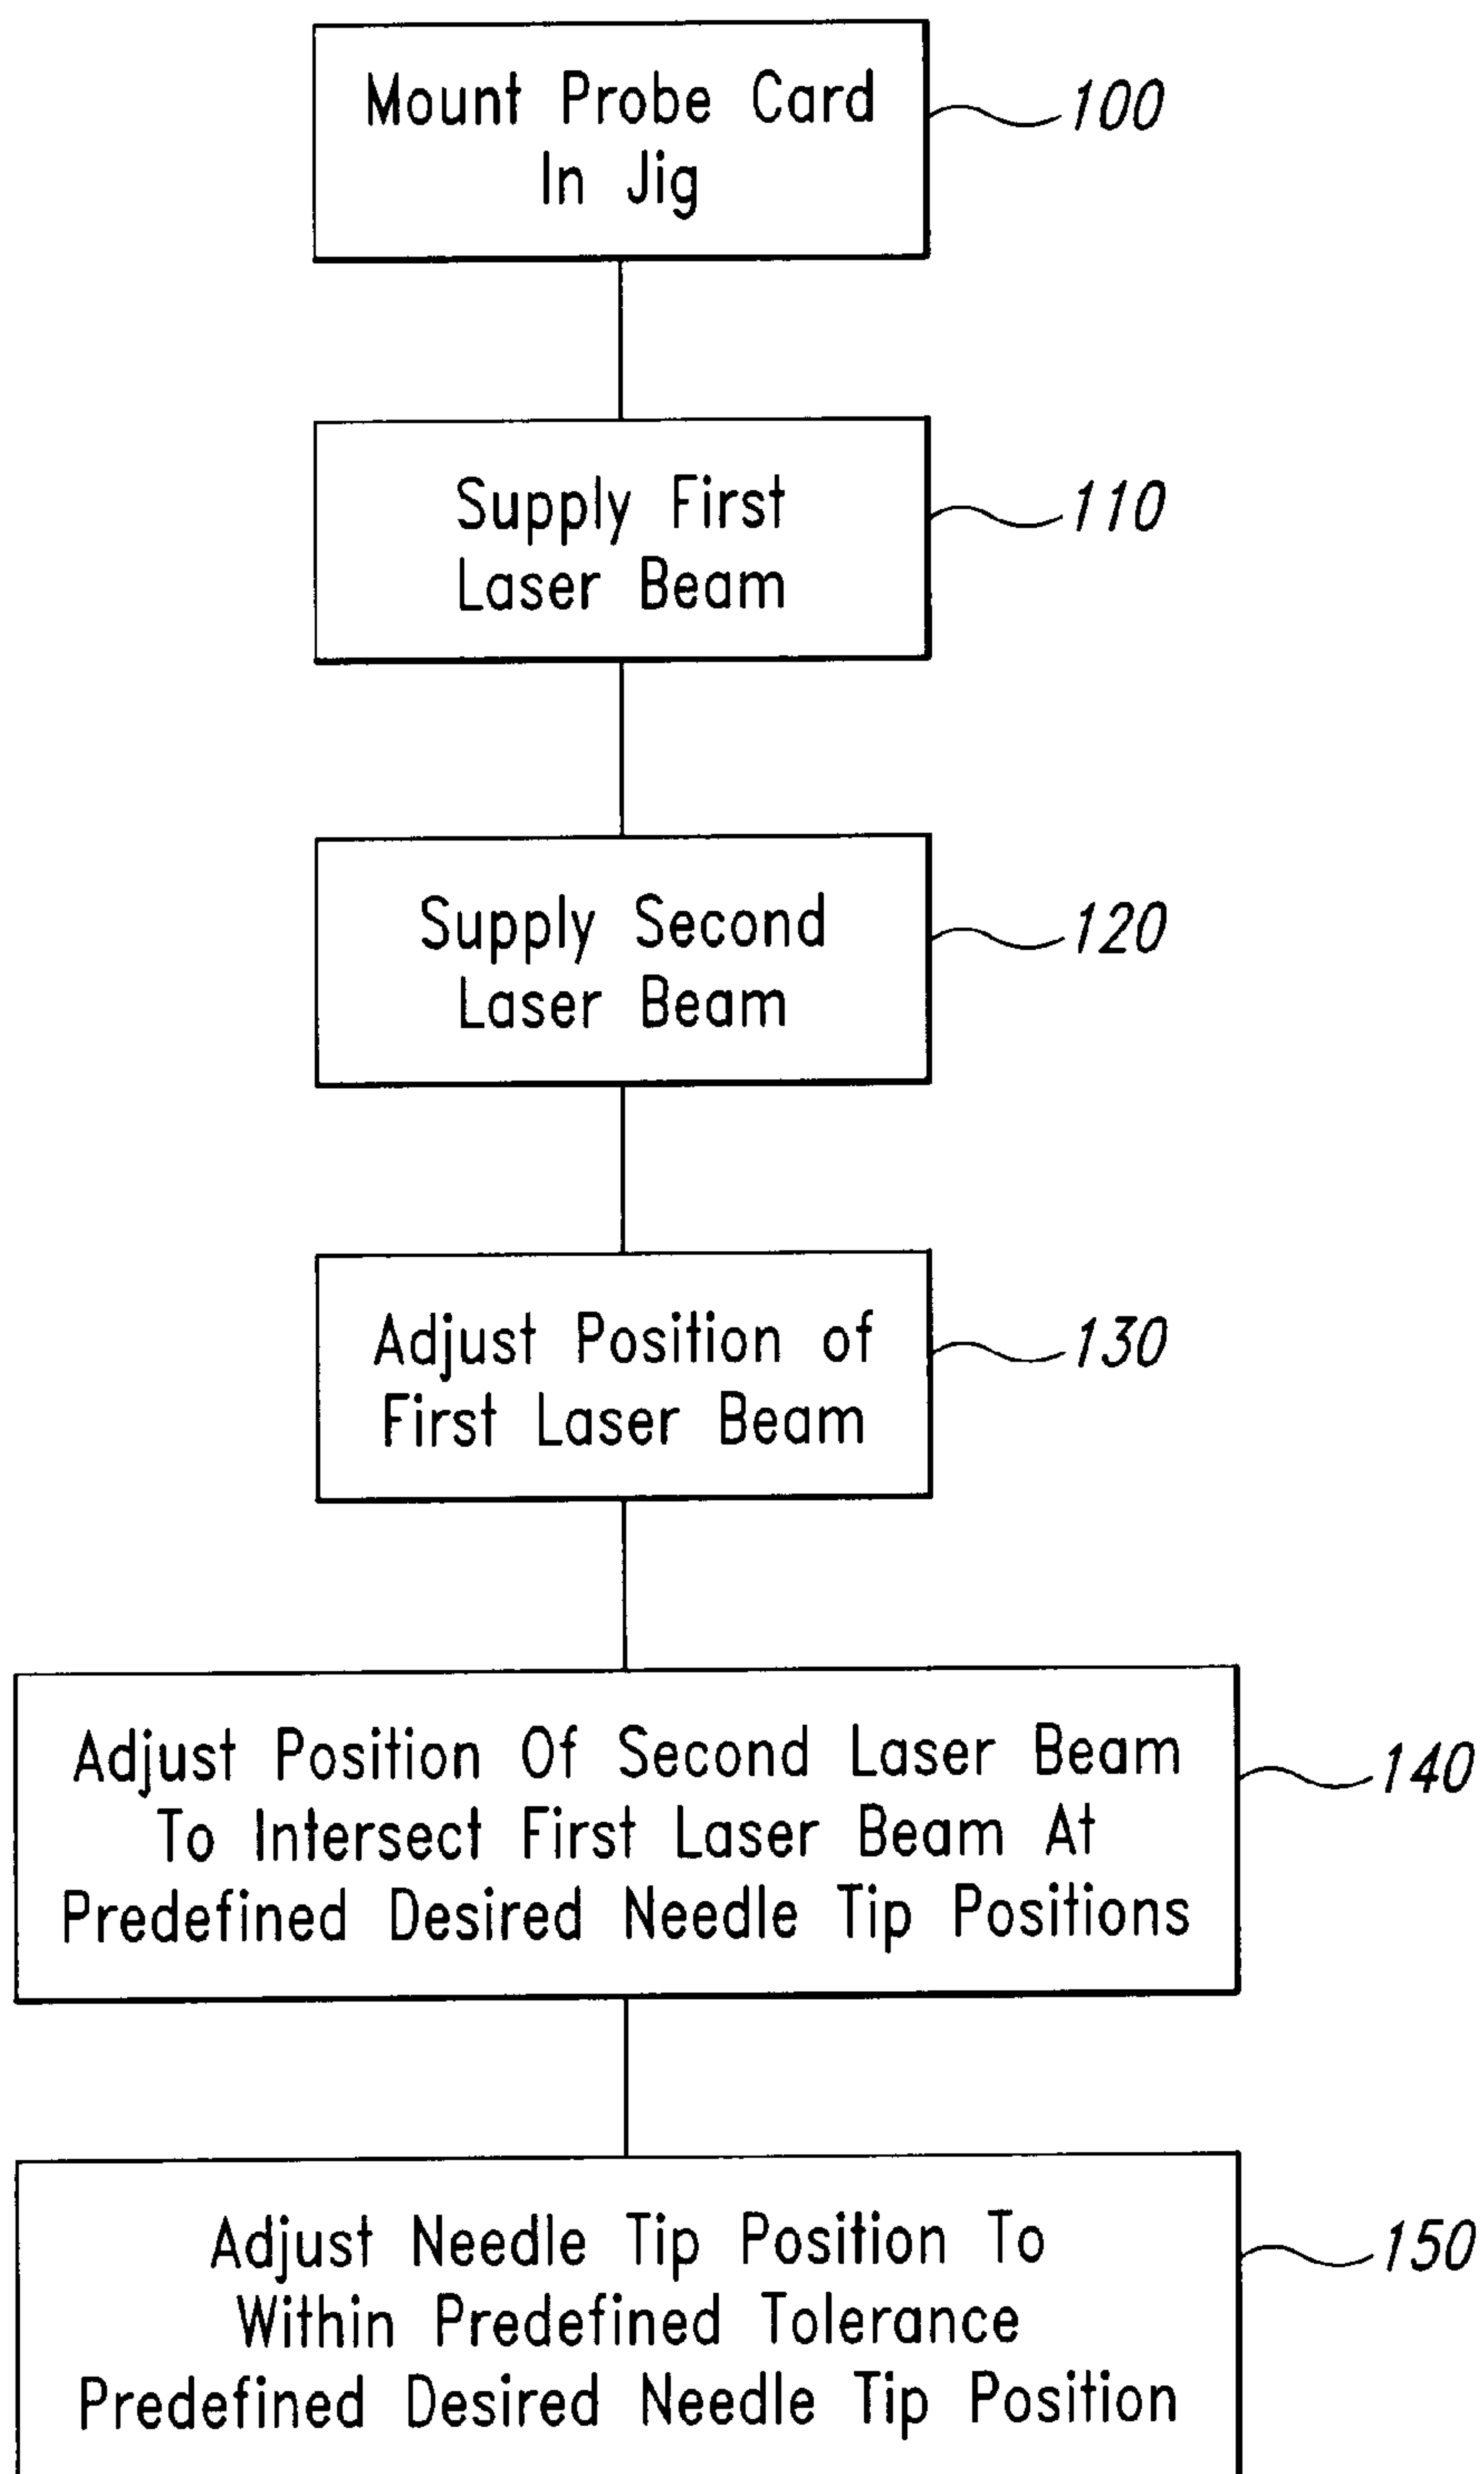 Mount Probe Card
In Jig
100
Supply First
Laser Beam
110
Supply Second
Laser Beam
120
Adjust Position of
First Laser Beam
130
Adjust Position Of Second Laser Beam
To Intersect First Laser Beam At
Predefined Desired Needle Tip Positions
140
Adjust Needle Tip Position To
Within Predefined Tolerance
Predefined Desired Needle Tip Position
150